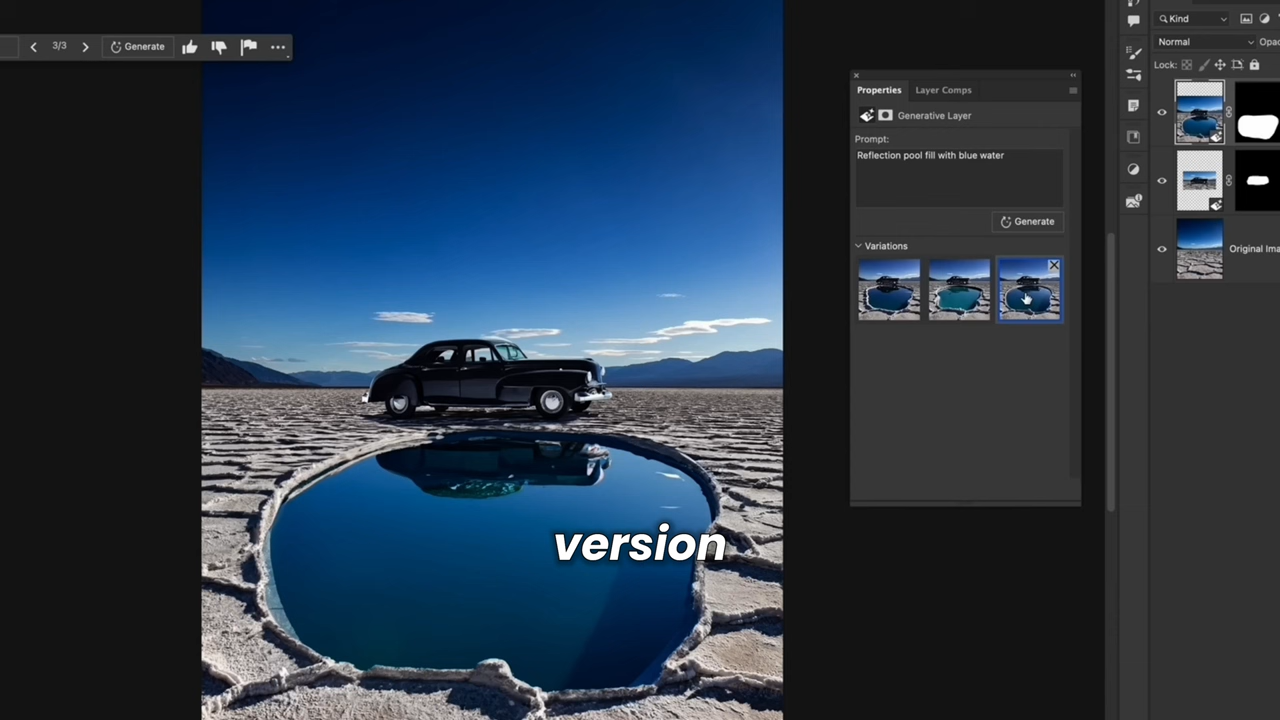 Kind
3/3
Generate
Normal
Opac
Lock:
Properties
Layer Comps
Generative Layer
Prompt:
Reflection pool fill with blue water
Generate
Variations
Original Ima
version